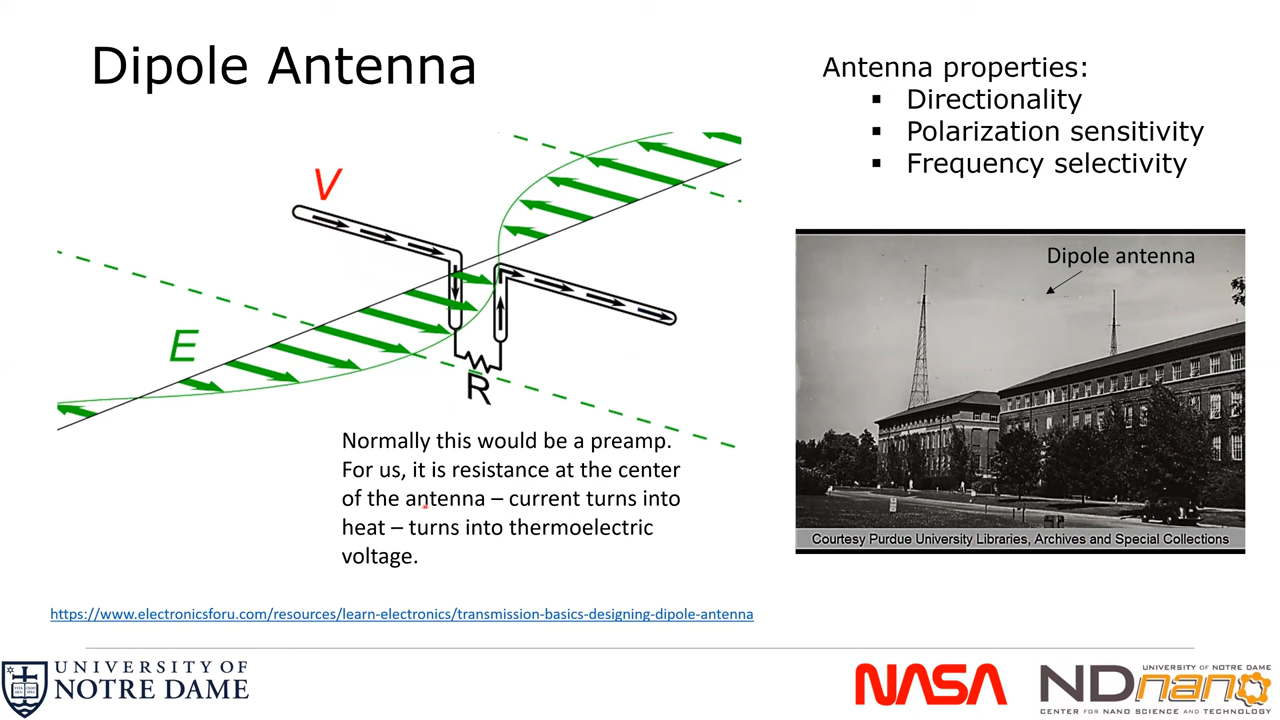 Dipole Antenna
Antenna properties:
▪ Directionality
▪ Polarization sensitivity
▪ Frequency selectivity
V
E
R
Dipole antenna
Normally this would be a preamp.
For us, it is resistance at the center
of the antenna – current turns into
heat – turns into thermoelectric
voltage.
Courtesy Purdue University Libraries, Archives and Special Collections
https://www.electronicsforu.com/resources/learn-electronics/transmission-basics-designing-dipole-antenna
UNIVERSITY OF
NOTRE DAME
NASA
UNIVERSITY OF NOTRE DAME
NDnano
CENTER FOR NANO SCIENCE AND TECHNOLOGY